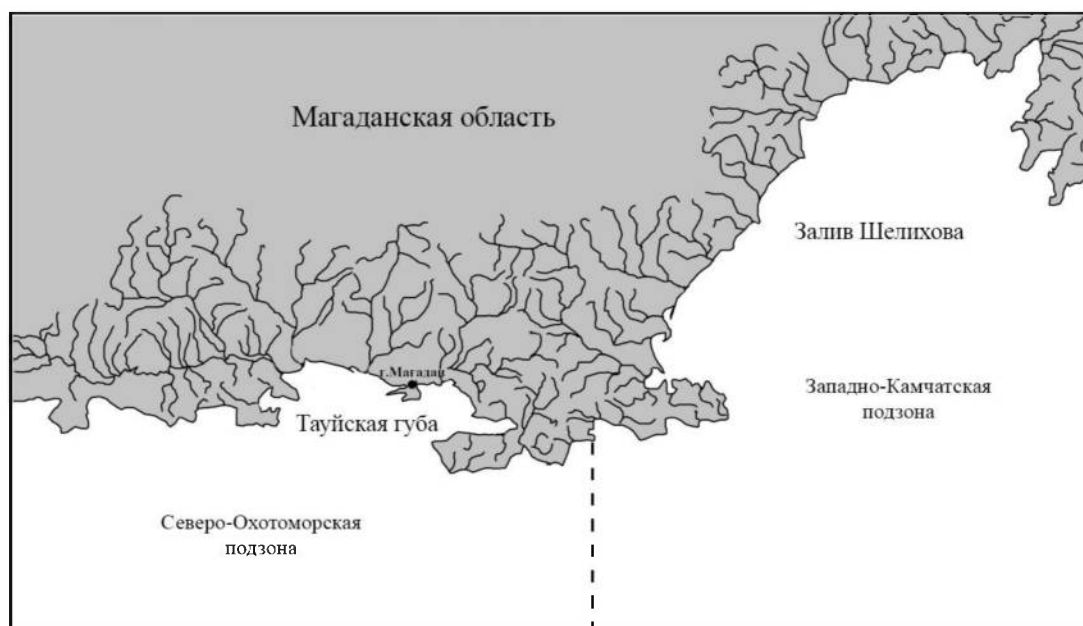 Магаданская область
Залив Шелихова
г.Магадан
Западно-Камчатская
подзона
Тауйская губа
Северо-Охотоморская
подзона